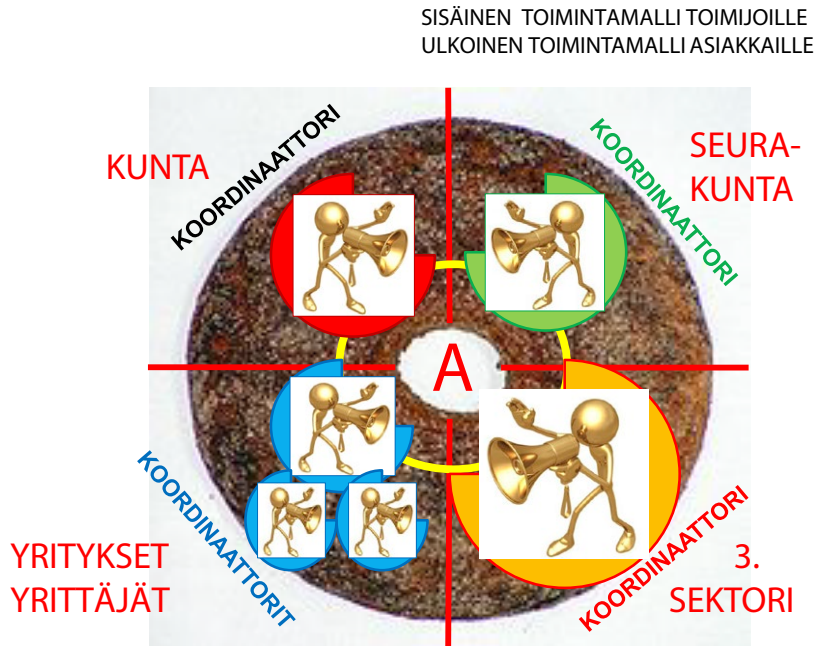 SISÄINEN TOIMINTAMALLI TOIMIJOILLE
ULKOINEN TOIMINTAMALLI ASIAKKAILLE
KUNTA
KOORDINAATTORI
KOORDINAATTORI
SEURA-
KUNTA
A
YRITYKSET
YRITTÄJÄT
KOORDINAATTORIT
KOORDINAATTORI
3.
SEKTORI